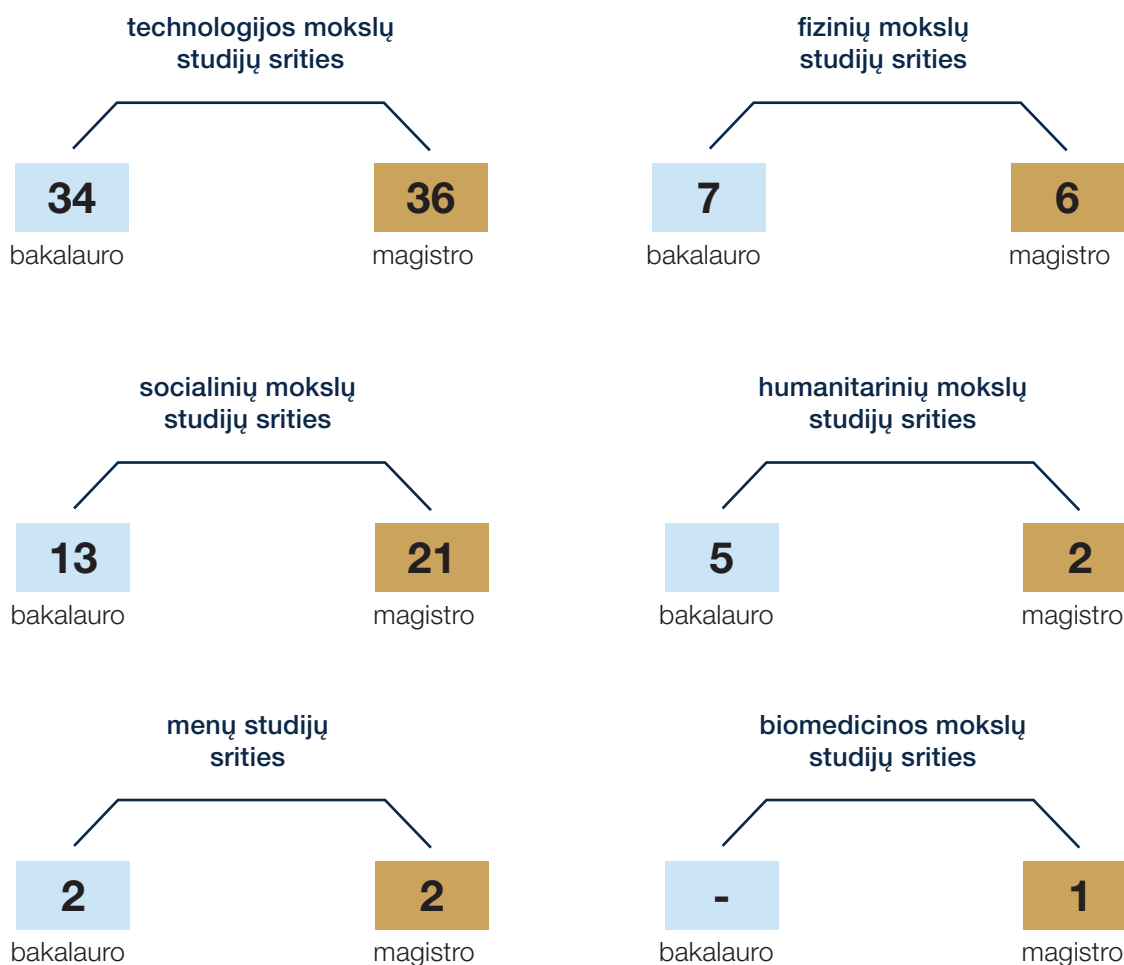 technologijos mokslų
studijų srities
34
36
bakalauro
magistro
fizinių mokslų
studijų srities
7
6
bakalauro
magistro
socialinių mokslų
studijų srities
13
21
bakalauro
magistro
humanitarinių mokslų
studijų srities
5
2
bakalauro
magistro
menų studijų
srities
2
2
bakalauro
magistro
biomedicinos mokslų
studijų srities
-
1
bakalauro
magistro